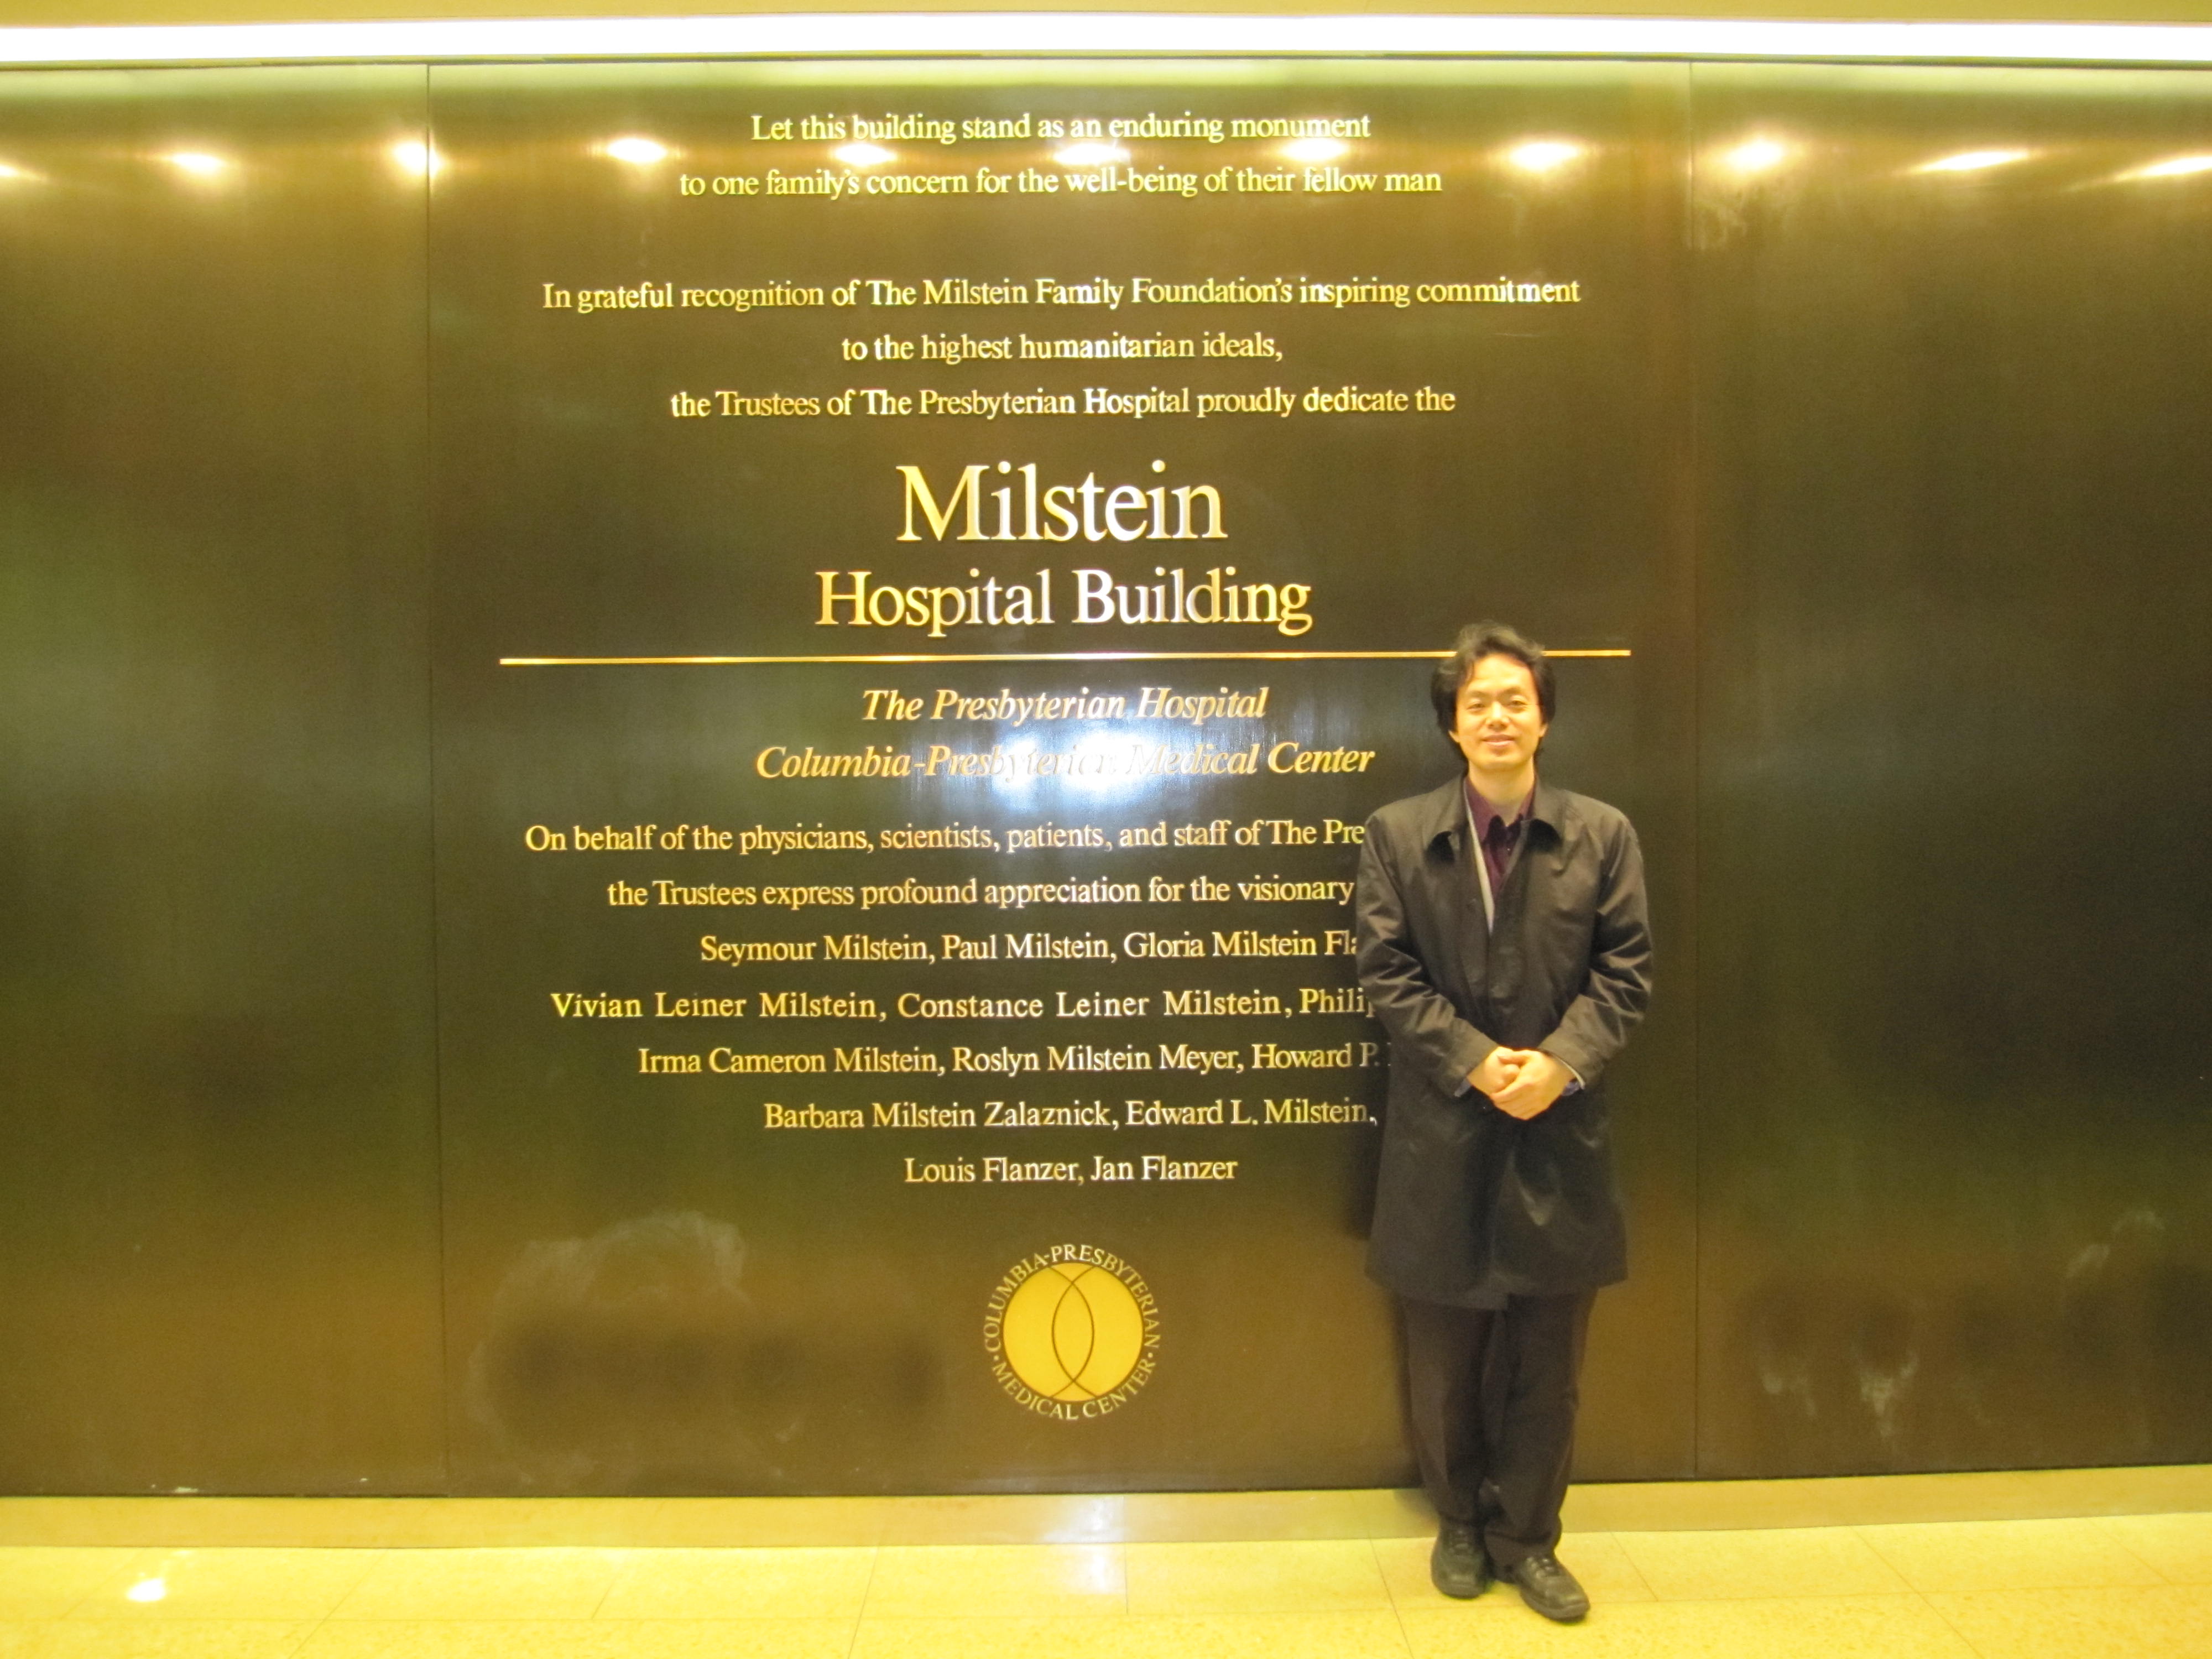 Let this building stand as an enduring monument
to one family's concern for the well-being of their fellow man
In grateful recognition of The Milstein Family Foundation's inspiring commitment
to the highest humanitarian ideals,
the Trustees of The Presbyterian Hospital proudly dedicate the
Milstein
Hospital Building
The Presbyterian Hospital
Columbia-Presbyterian Medical Center
On behalf of the physicians, scientists, patients, and staff of The Pre
the Trustees express profound appreciation for the visionary
Seymour Milstein, Paul Milstein, Gloria Milstein Fla
Vivian Leiner Milstein, Constance Leiner Milstein, Phili
Irma Cameron Milstein, Roslyn Milstein Meyer, Howard P.
Barbara Milstein Zalaznick, Edward L. Milstein,
Louis Flanzer, Jan Flanzer
COLUMBIA-PRESBYTERIAN • MEDICAL CENTER •